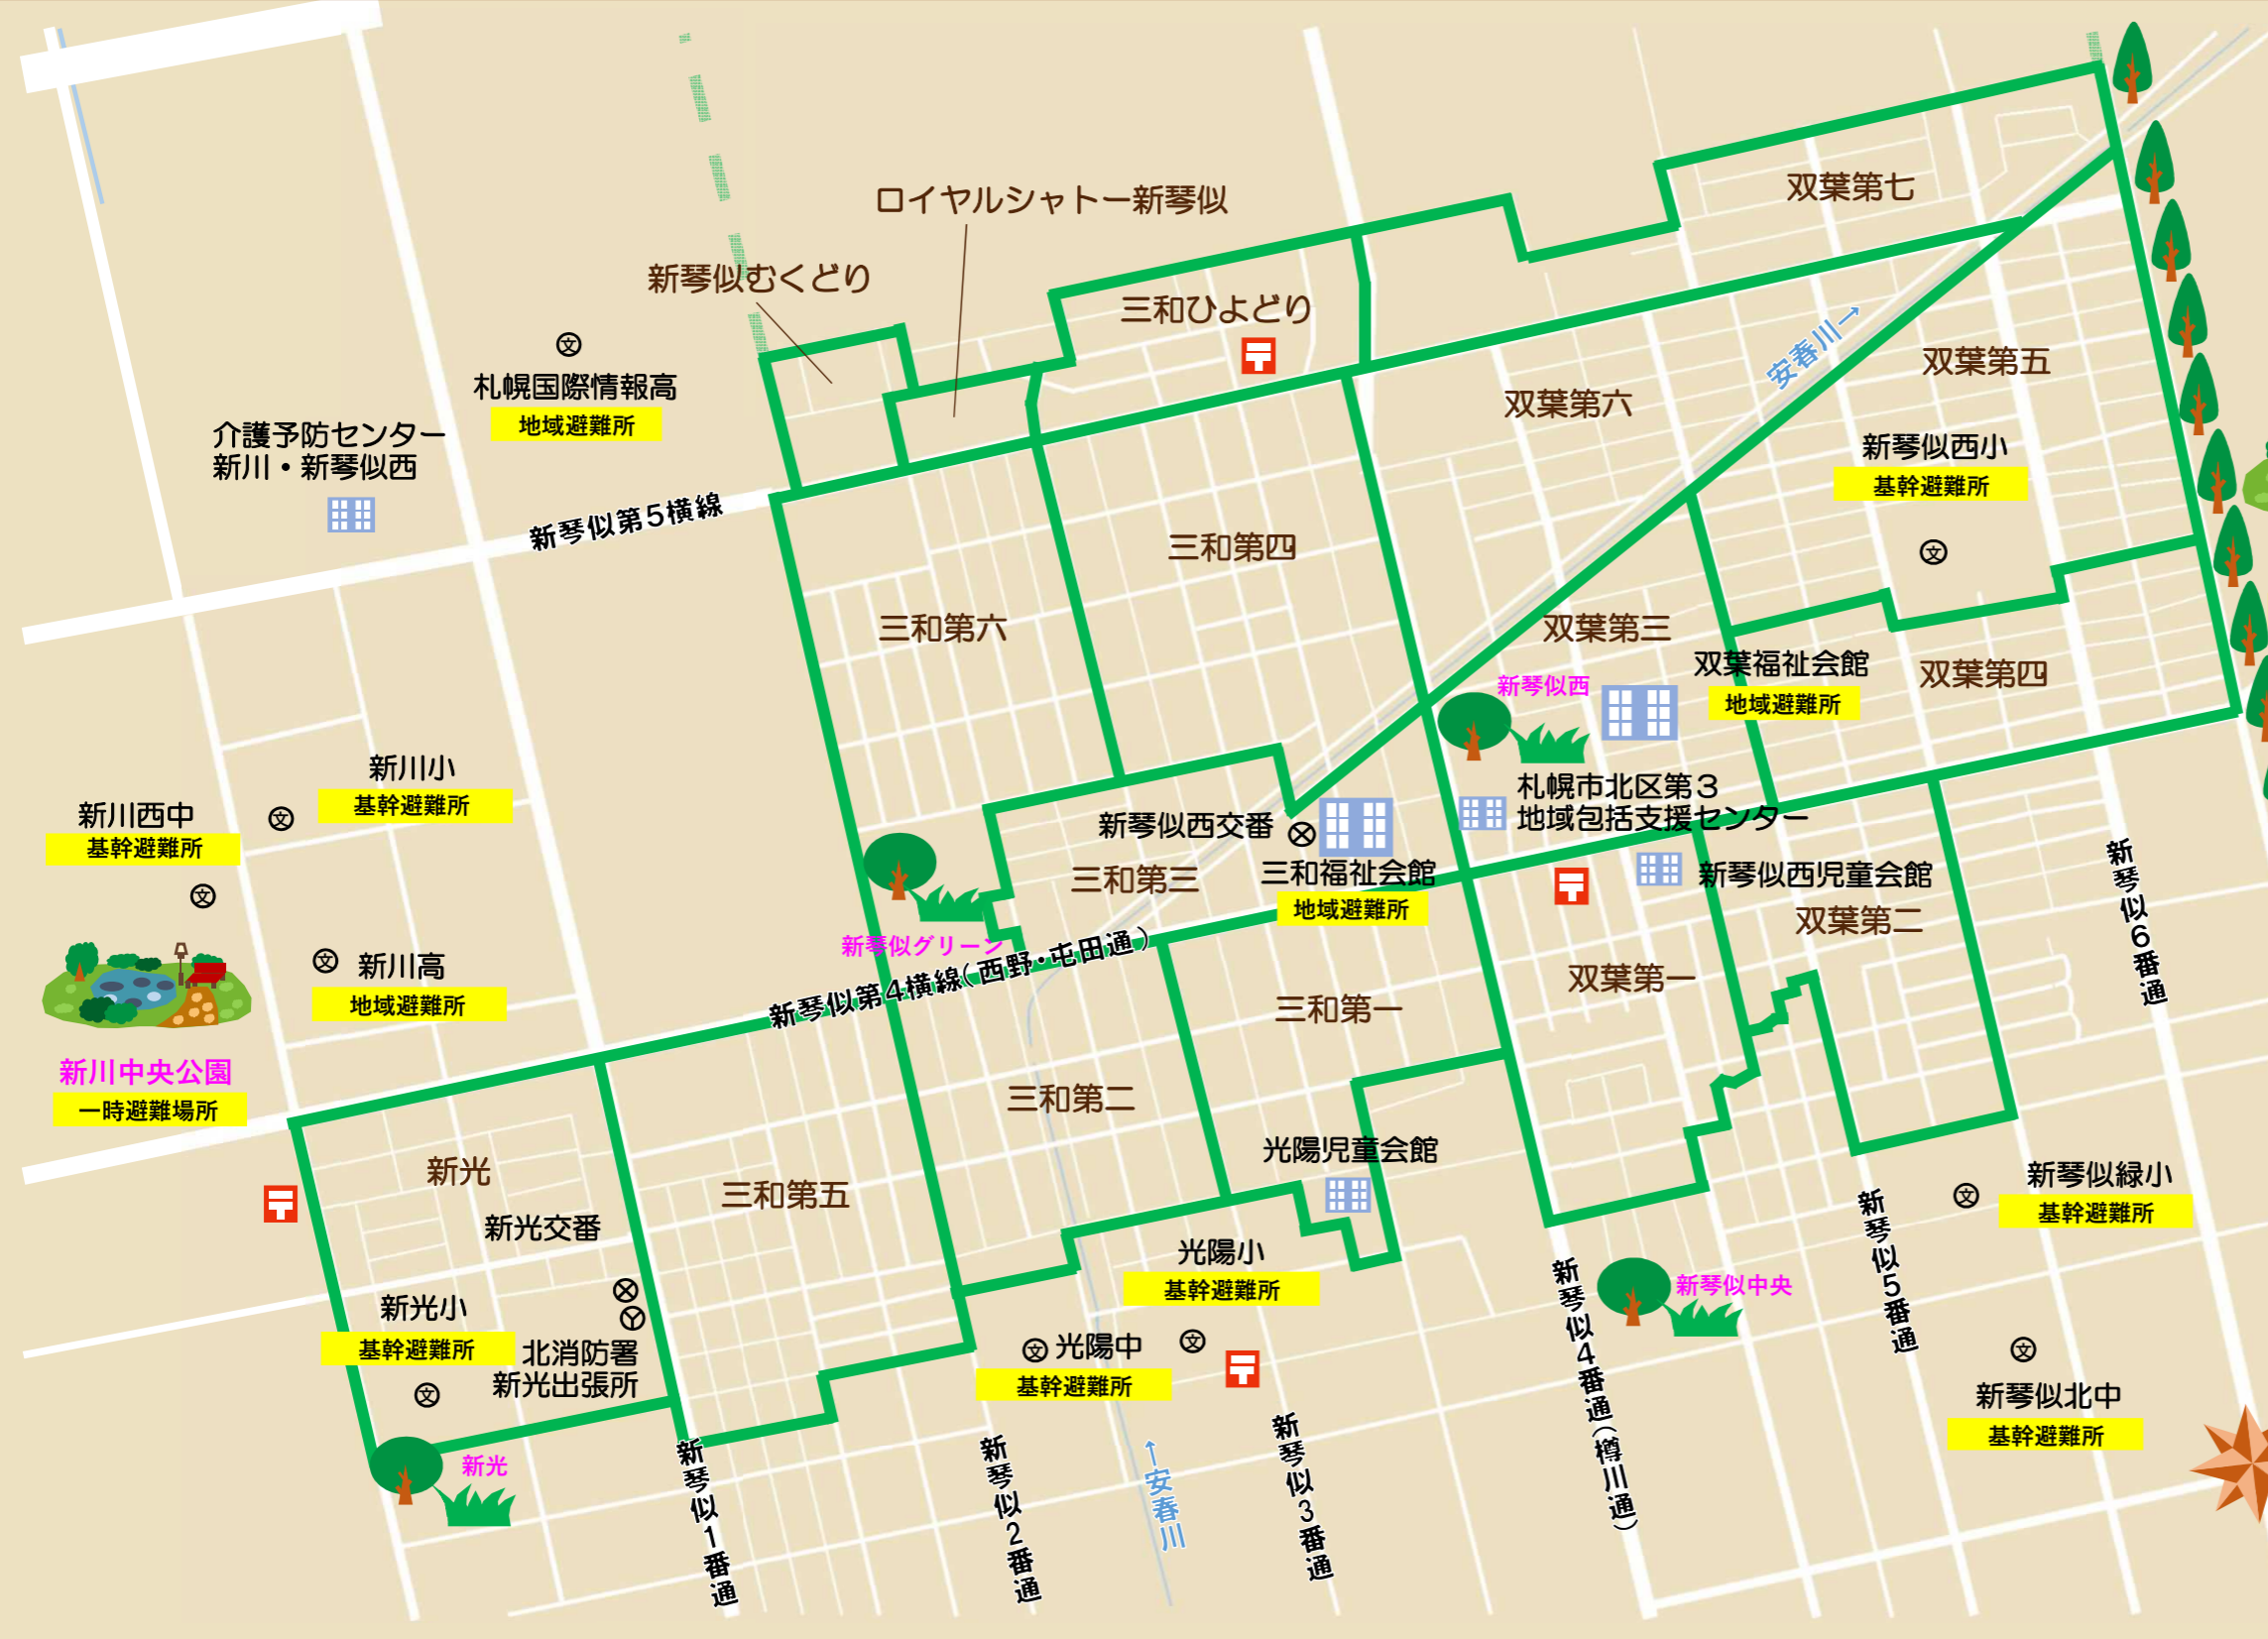 双葉第七
ロイヤルシャトー新琴似
新琴似むくどり
三和ひよどり
安春川→
札幌国際情報高
地域避難所
双葉第五
双葉第六
介護予防センター
新川・新琴似西
新琴似西小
基幹避難所
新琴似第5横線
三和第四
三和第六
双葉第三
双葉福祉会館
地域避難所
双葉第四
新琴似西
新川小
基幹避難所
札幌市北区第３
地域包括支援センター
新川西中
基幹避難所
新琴似西交番
三和福祉会館
地域避難所
三和第三
新琴似西児童会館
双葉第二
新琴似6番通
新琴似グリーン
新琴似第4横線(西野・屯田通)
新川高
地域避難所
双葉第一
三和第一
新川中央公園
一時避難場所
三和第二
光陽児童会館
新光
三和第五
新琴似緑小
基幹避難所
新光交番
新琴似5番通
光陽小
基幹避難所
新琴似4番通(樽川通)
新琴似中央
新光小
基幹避難所
北消防署
新光出張所
光陽中
基幹避難所
新琴似北中
基幹避難所
新光
新琴似1番通
新琴似2番通
←安春川
新琴似3番通